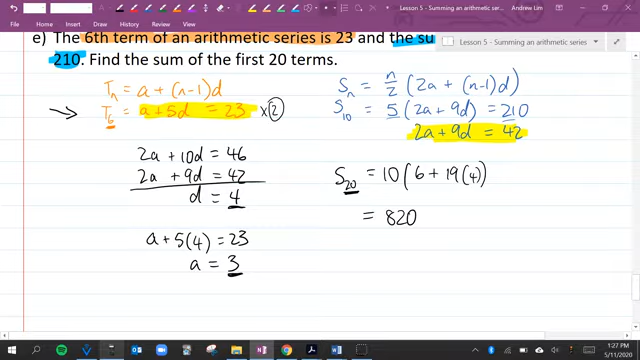 Andrew Lim
File Home Insert Draw View Help
Lesson 5 - Summing an arithmetic series
e) The 6th term of an arithmetic series is 23 and the su
210. Find the sum of the first 20 terms.
Tn = a + (n-1)d
T6 = a + 5d = 23 ×2
Sn = n/2 (2a + (n-1)d)
S10 = 5 (2a + 9d) = 210
2a + 9d = 42
2a + 10d = 46
2a + 9d = 42
d = 4
a + 5(4) = 23
a = 3
S20 = 10(6 + 19(4))
= 820
1:27 PM
5/11/2020